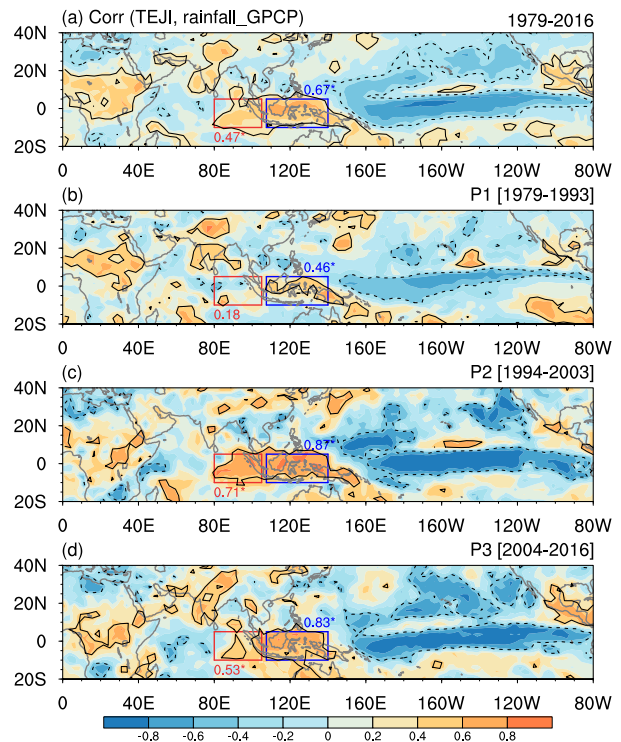 (a) Corr (TEJI, rainfall_GPCP) 1979-2016
40N
20N
0
20S
0.67*
0.47*
0 40E 80E 120E 160E 160W 120W 80W
(b) P1 [1979-1993]
40N
20N
0
20S
0.46*
0.18
0 40E 80E 120E 160E 160W 120W 80W
(c) P2 [1994-2003]
40N
20N
0
20S
0.87*
0.71*
0 40E 80E 120E 160E 160W 120W 80W
(d) P3 [2004-2016]
40N
20N
0
20S
0.83*
0.53*
0 40E 80E 120E 160E 160W 120W 80W
-0.8 -0.6 -0.4 -0.2 0 0.2 0.4 0.6 0.8